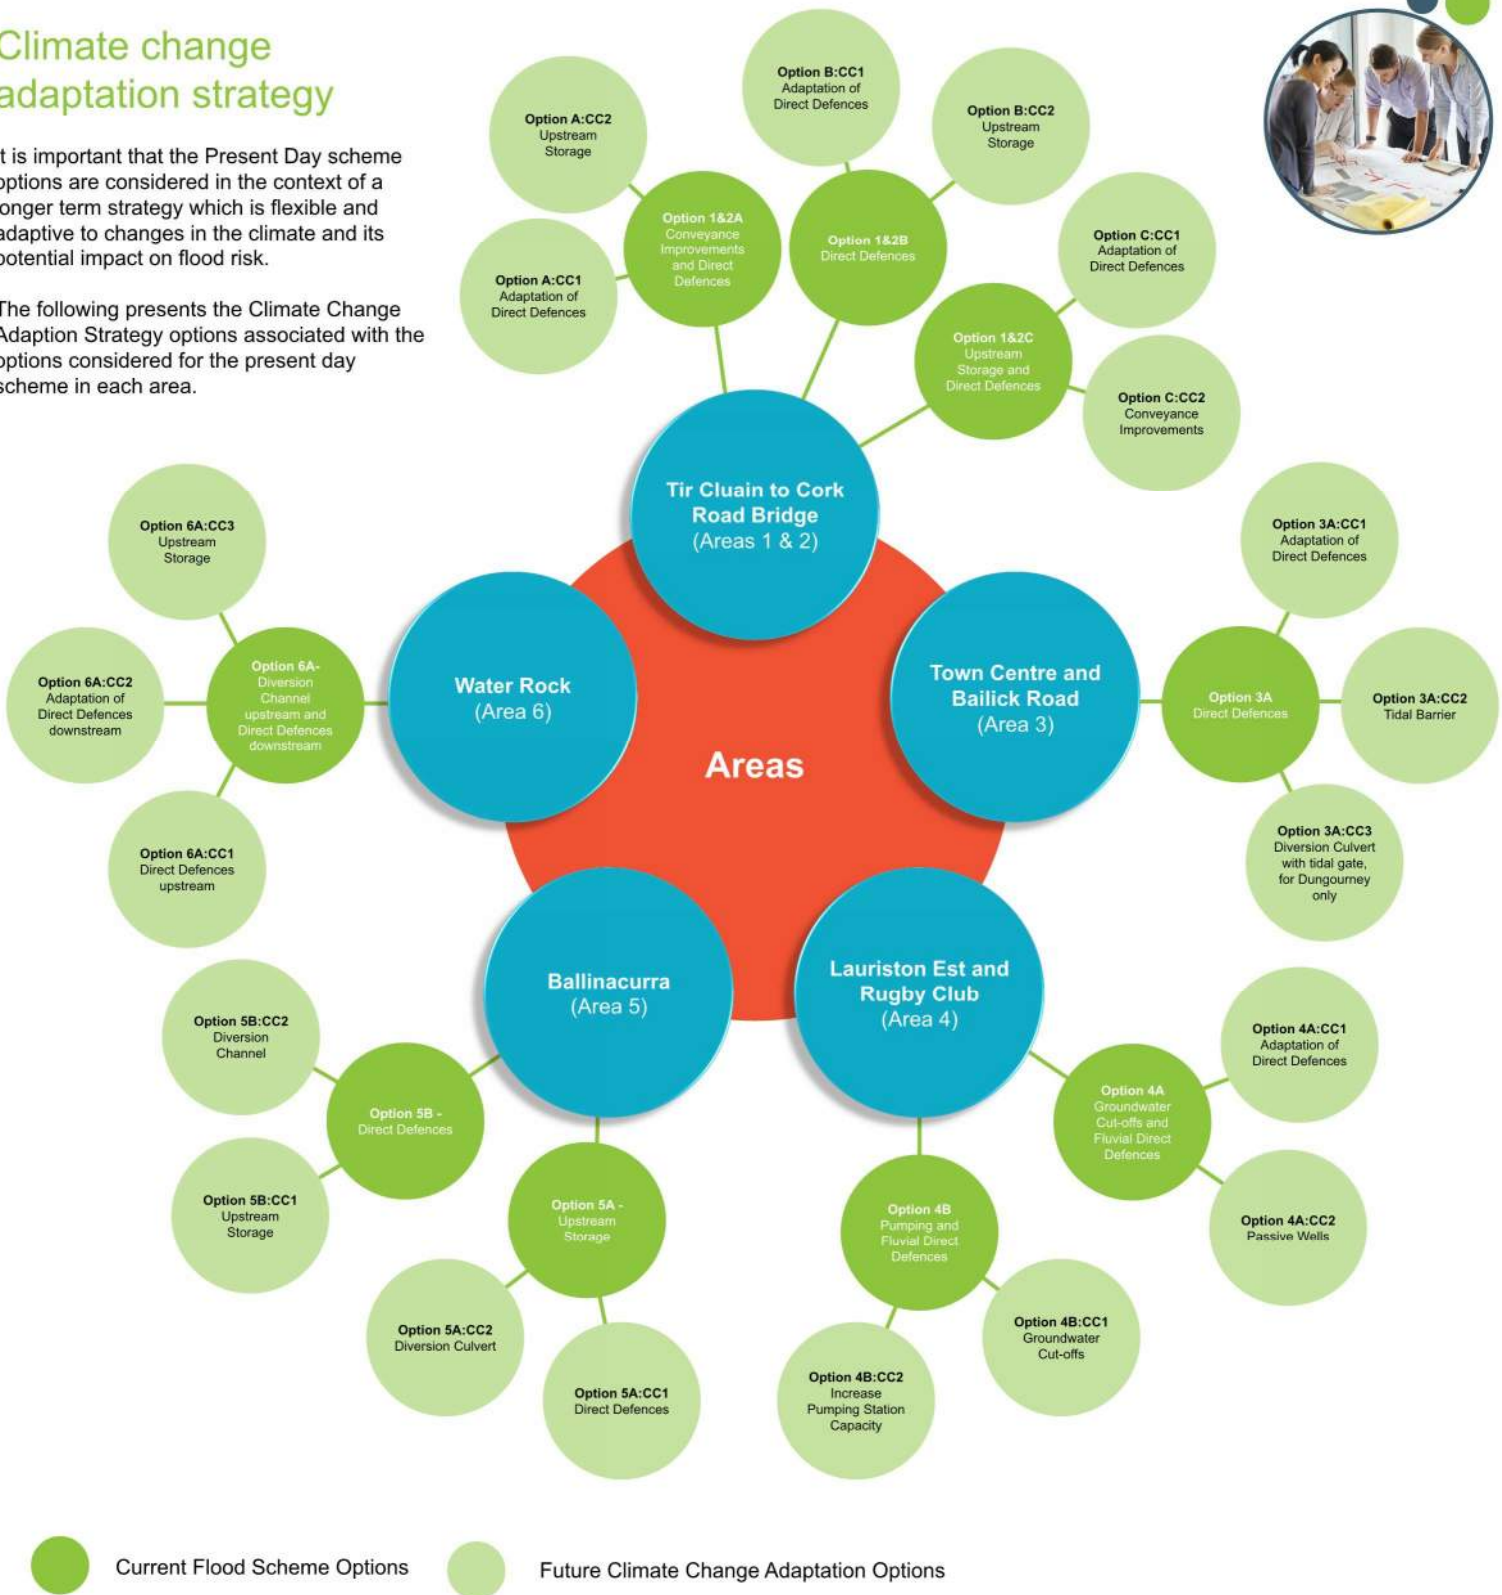 Climate change
adaptation strategy
It is important that the Present Day scheme
options are considered in the context of a
longer term strategy which is flexible and
adaptive to changes in the climate and its
potential impact on flood risk.
The following presents the Climate Change
Adaption Strategy options associated with the
options considered for the present day
scheme in each area.
Option A:CC2
Upstream
Storage
Option A:CC1
Adaptation of
Direct Defences
Option 1&2A
Conveyance
Improvements
and Direct
Defences
Option B:CC1
Adaptation of
Direct Defences
Option B:CC2
Upstream
Storage
Option 1&2B
Direct Defences
Option C:CC1
Adaptation of
Direct Defences
Option 1&2C
Upstream
Storage and
Direct Defences
Option C:CC2
Conveyance
Improvements
Tir Cluain to Cork
Road Bridge
(Areas 1 & 2)
Option 3A:CC1
Adaptation of
Direct Defences
Town Centre and
Bailick Road
(Area 3)
Option 3A
Direct Defences
Option 3A:CC2
Tidal Barrier
Option 3A:CC3
Diversion Culvert
with tidal gate,
for Dungourney
only
Areas
Option 6A:CC3
Upstream
Storage
Option 6A:CC2
Adaptation of
Direct Defences
downstream
Option 6A-
Diversion
Channel
upstream and
Direct Defences
downstream
Water Rock
(Area 6)
Option 6A:CC1
Direct Defences
upstream
Ballinacurra
(Area 5)
Lauriston Est and
Rugby Club
(Area 4)
Option 5B:CC2
Diversion
Channel
Option 5B -
Direct Defences
Option 5B:CC1
Upstream
Storage
Option 5A -
Upstream
Storage
Option 5A:CC2
Diversion Culvert
Option 5A:CC1
Direct Defences
Option 4A:CC1
Adaptation of
Direct Defences
Option 4A
Groundwater
Cut-offs and
Fluvial Direct
Defences
Option 4A:CC2
Passive Wells
Option 4B
Pumping and
Fluvial Direct
Defences
Option 4B:CC1
Groundwater
Cut-offs
Option 4B:CC2
Increase
Pumping Station
Capacity
Current Flood Scheme Options
Future Climate Change Adaptation Options